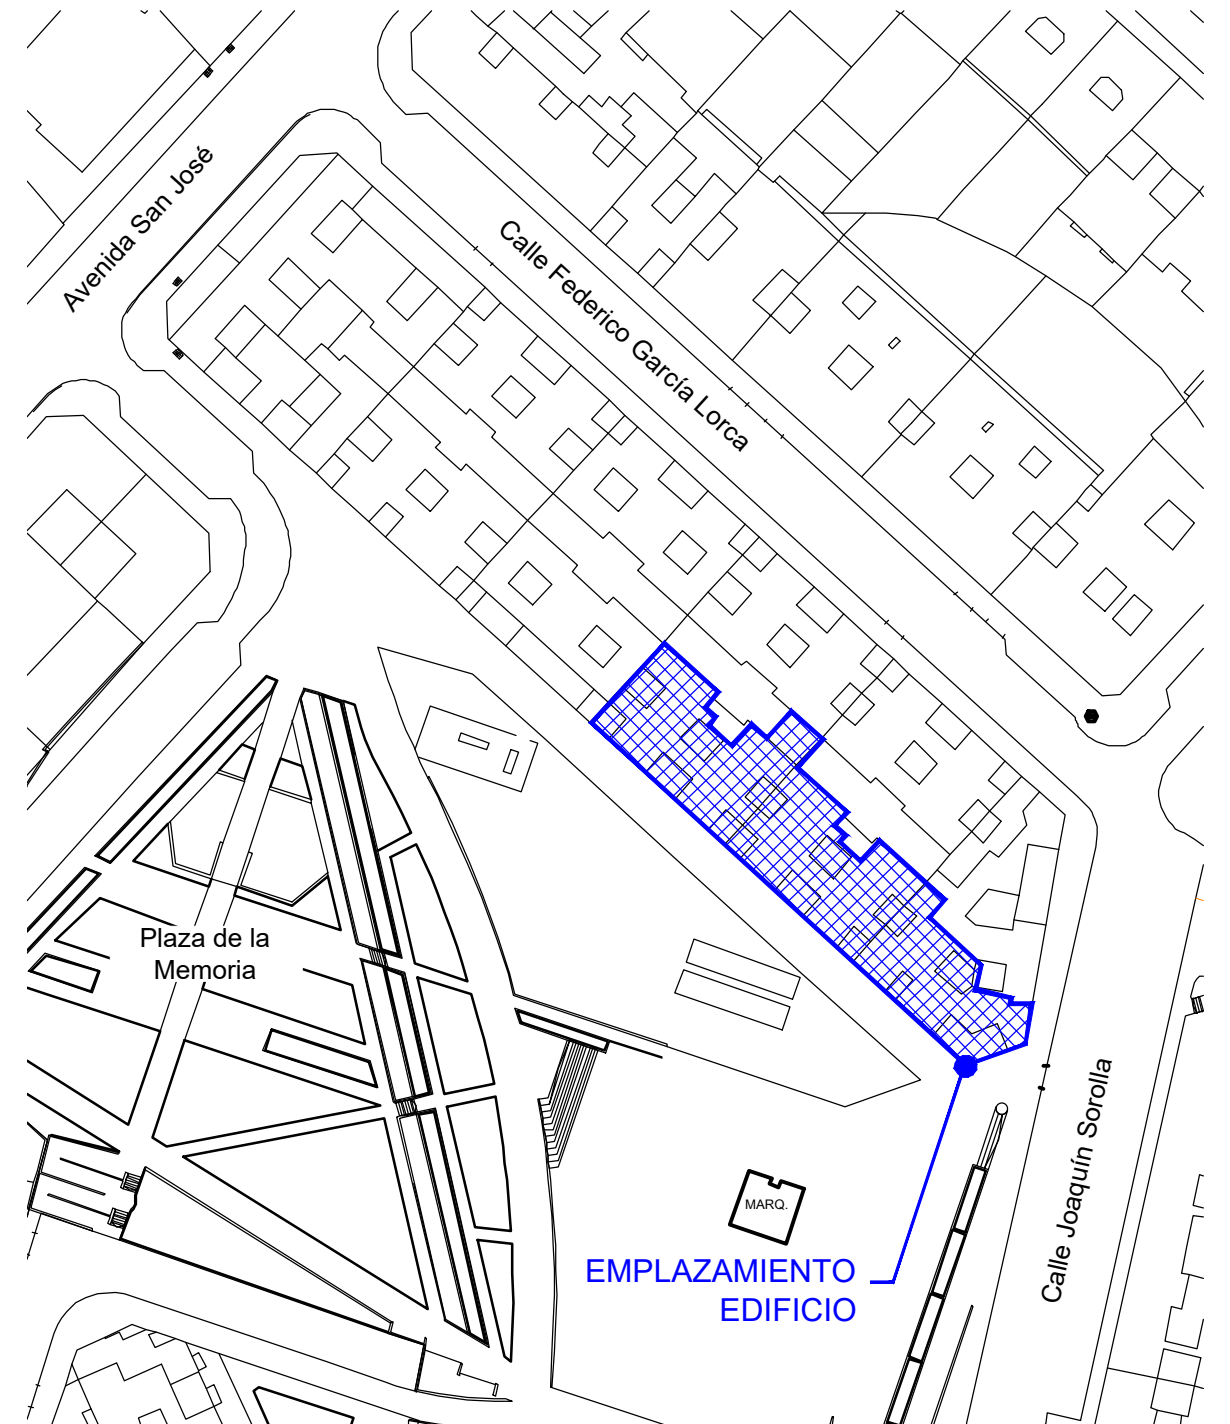 Avenida San José
Calle Federico García Lorca
Plaza de la
Memoria
MARQ.
EMPLAZAMIENTO
EDIFICIO
Calle Joaquín Sorolla